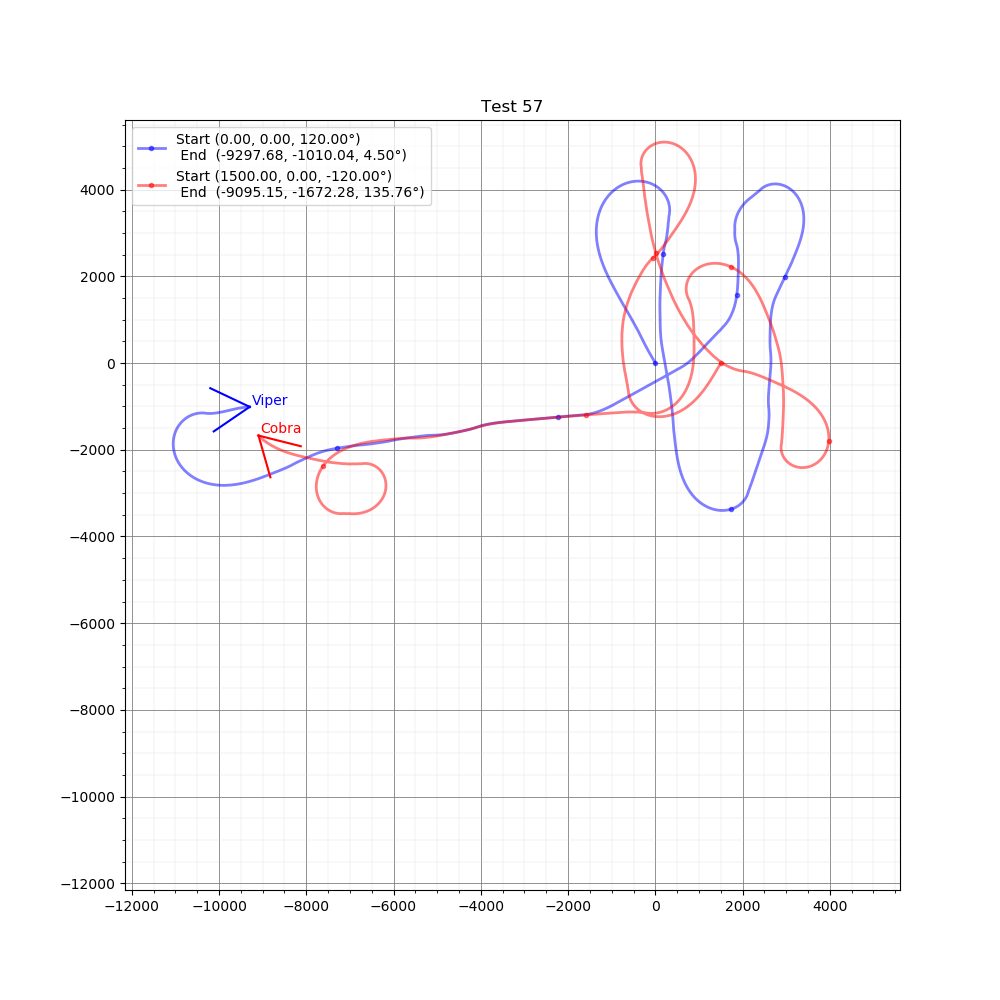 Test 57
Start (0.00, 0.00, 120.00°)
End (-9297.68, -1010.04, 4.50°)
Start (1500.00, 0.00, -120.00°)
End (-9095.15, -1672.28, 135.76°)
4000
2000
0
−2000
−4000
−6000
−8000
−10000
−12000
Viper
Cobra
−12000 −10000 −8000 −6000 −4000 −2000 0 2000 4000